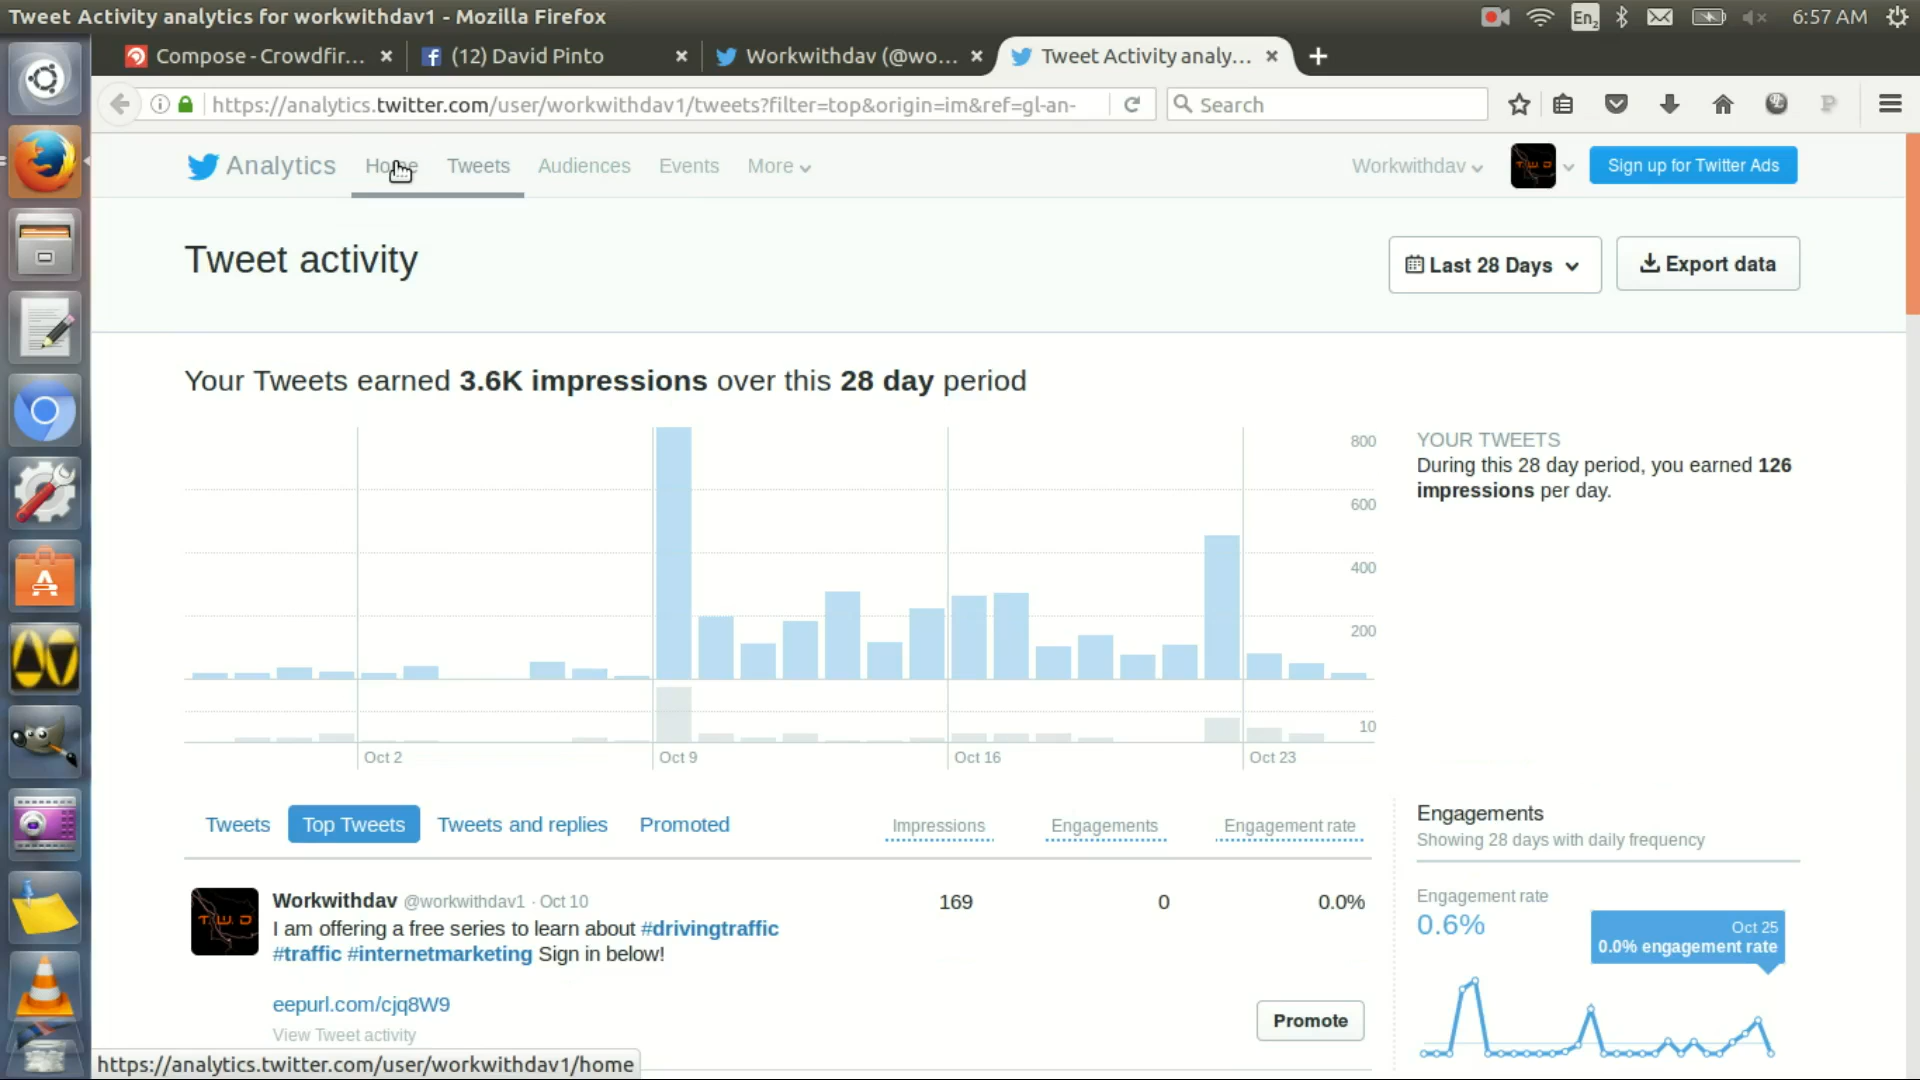 Tweet Activity analytics for workwithdav1 - Mozilla Firefox
En2
6:57 AM
Compose - Crowdfir...
(12) David Pinto
Workwithdav (@wo...
Tweet Activity analy...
https://analytics.twitter.com/user/workwithdav1/tweets?filter=top&origin=im&ref=gl-an-
Search
Analytics
Home
Tweets
Audiences
Events
More
Workwithdav
Sign up for Twitter Ads
Tweet activity
Last 28 Days
Export data
Your Tweets earned 3.6K impressions over this 28 day period
800
600
400
200
10
Oct 2
Oct 9
Oct 16
Oct 23
YOUR TWEETS
During this 28 day period, you earned 126
impressions per day.
Tweets
Top Tweets
Tweets and replies
Promoted
Impressions
Engagements
Engagement rate
T.W.D
Workwithdav @workwithdav1 · Oct 10
169
0
0.0%
I am offering a free series to learn about #drivingtraffic
#traffic #internetmarketing Sign in below!
eepurl.com/cjq8W9
View Tweet activity
Promote
Engagements
Showing 28 days with daily frequency
Engagement rate
0.6%
Oct 25
0.0% engagement rate
https://analytics.twitter.com/user/workwithdav1/home